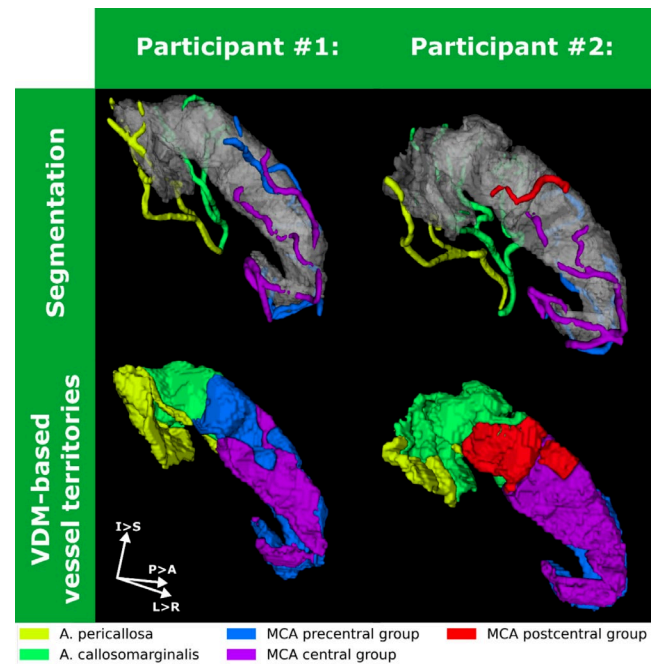 Participant #1:
Participant #2:
Segmentation
VDM-based
vessel territories
I>S
P>A
L>R
A. pericallosa
MCA precentral group
MCA postcentral group
A. callosomarginalis
MCA central group